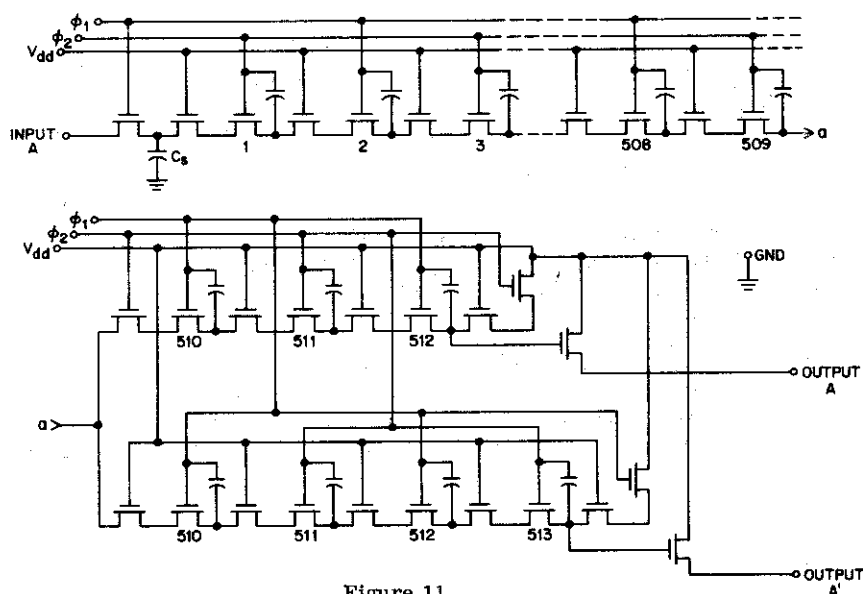 ϕ1
ϕ2
Vdd
INPUT
A
Cs
1
2
3
508
509
a
ϕ1
ϕ2
Vdd
GND
510
511
512
OUTPUT
A
a
510
511
512
513
OUTPUT
A'
Figure 11